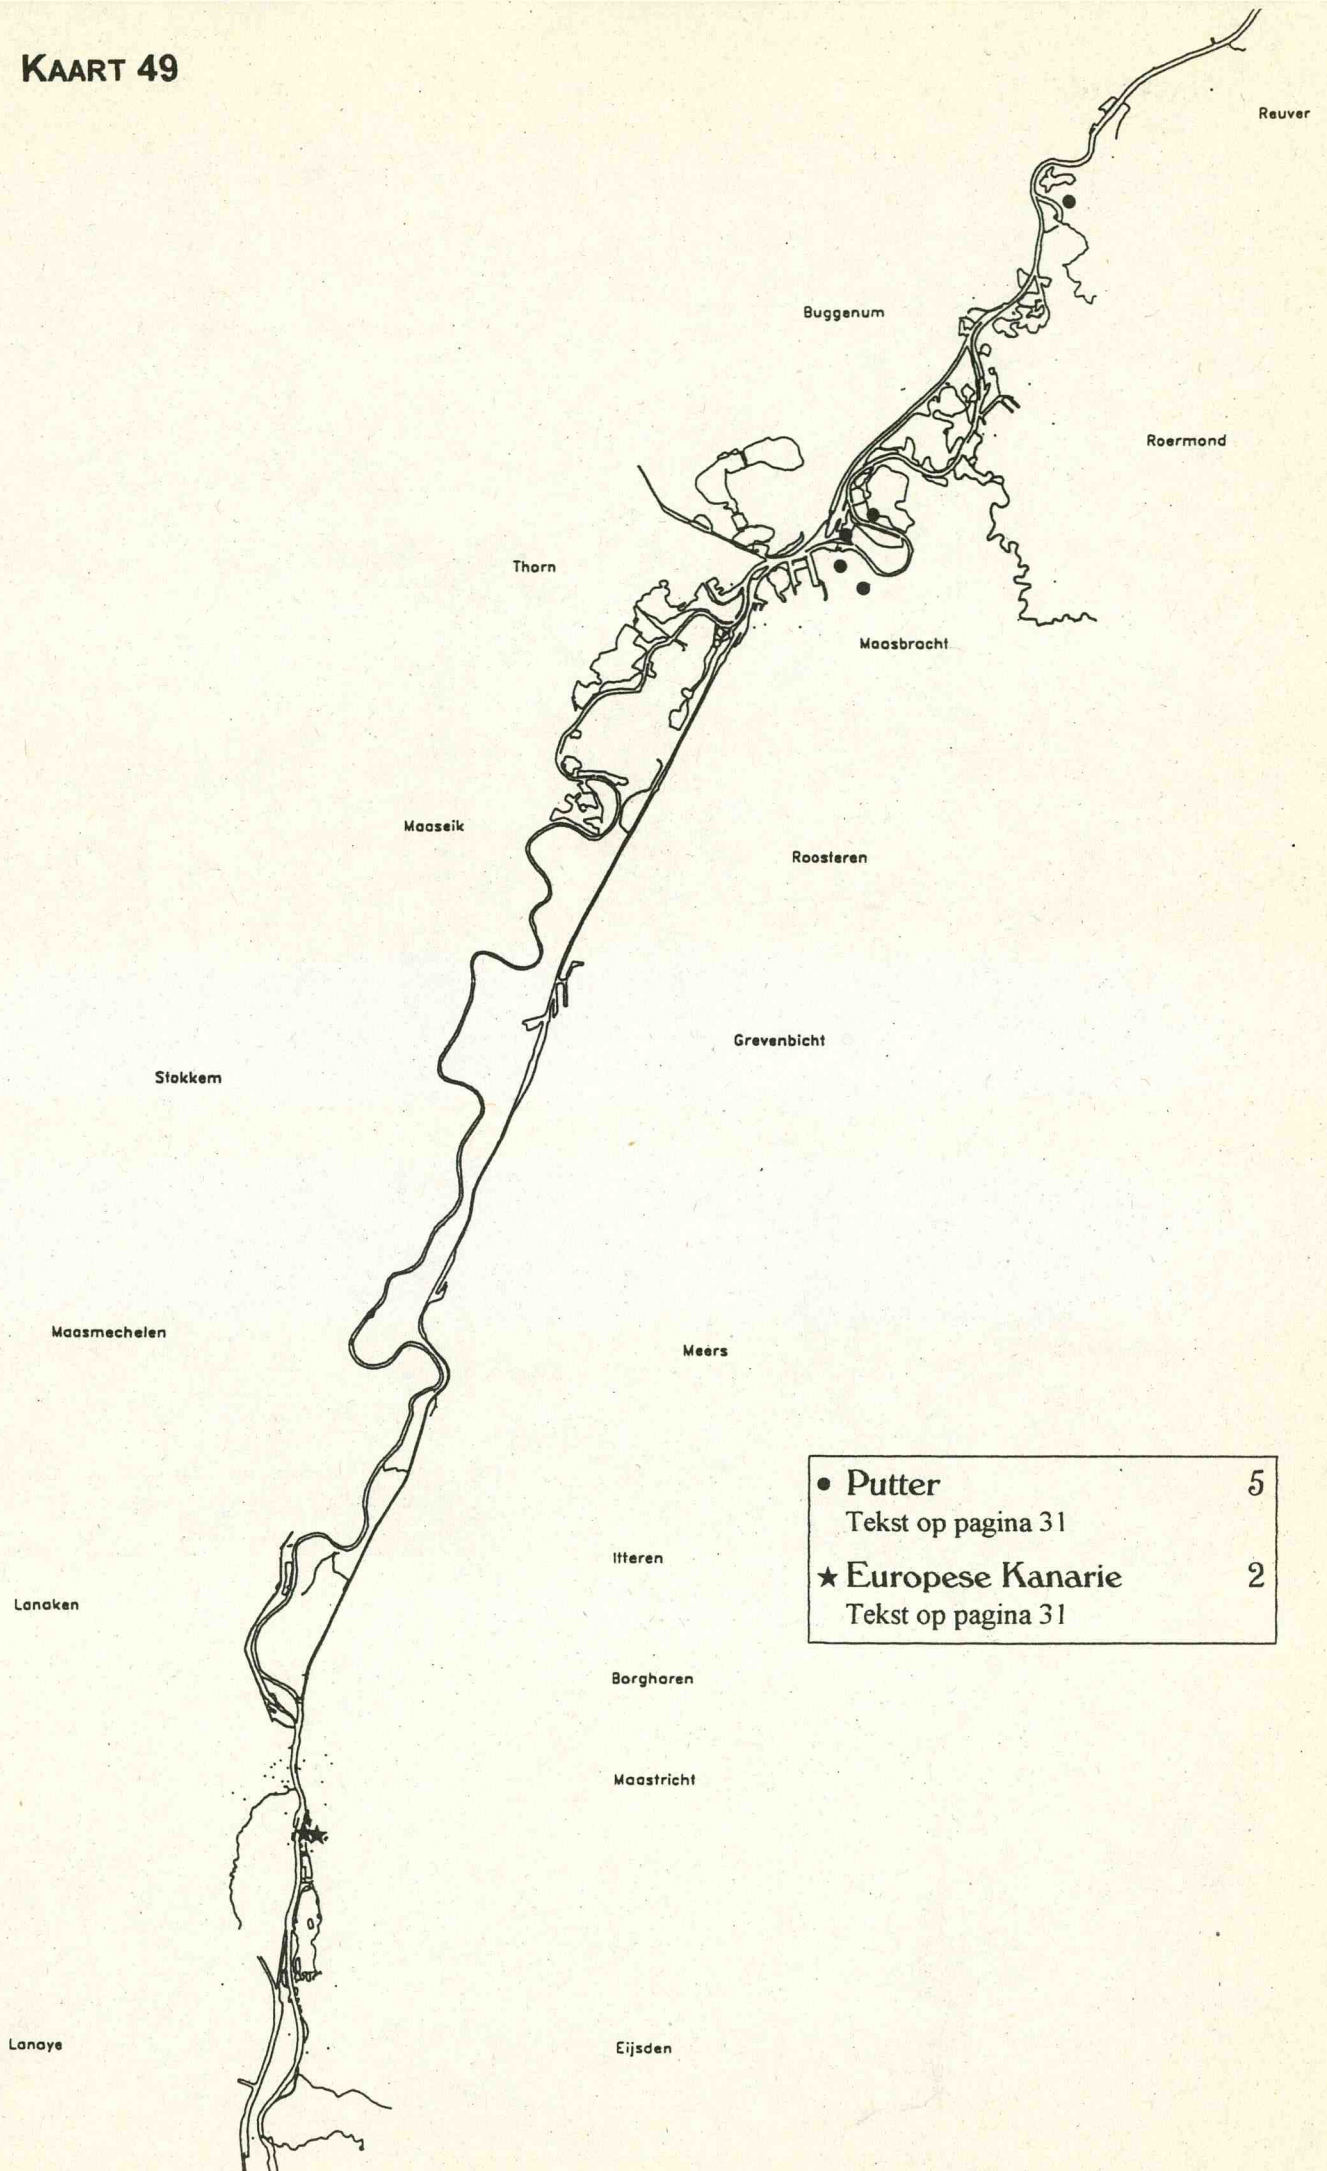 KAART 49
Reuver
Buggenum
Roermond
Thorn
Maasbracht
Maaseik
Roosteren
Grevenbicht
Stokkem
Maasmechelen
Meers
● Putter 5
Tekst op pagina 31
★ Europese Kanarie 2
Tekst op pagina 31
Itteren
Lanaken
Borgharen
Maastricht
Lanaye
Eijsden